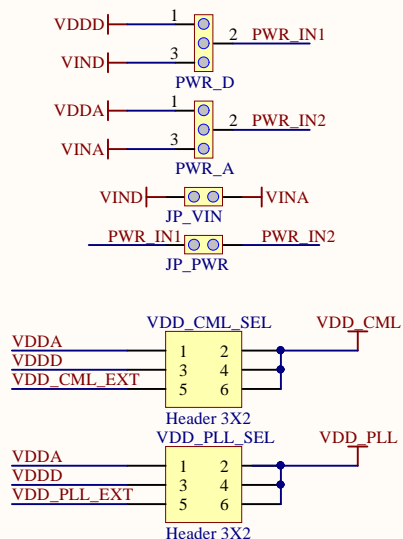 VDDD 1
2 PWR_IN1
VIND 3
PWR_D
VDDA 1
2 PWR_IN2
VINA 3
PWR_A
VIND VINA
JP_VIN
PWR_IN1 PWR_IN2
JP_PWR
VDD_CML_SEL VDD_CML
VDDA 1 2
VDDD 3 4
VDD_CML_EXT 5 6
Header 3X2
VDD_PLL_SEL VDD_PLL
VDDA 1 2
VDDD 3 4
VDD_PLL_EXT 5 6
Header 3X2